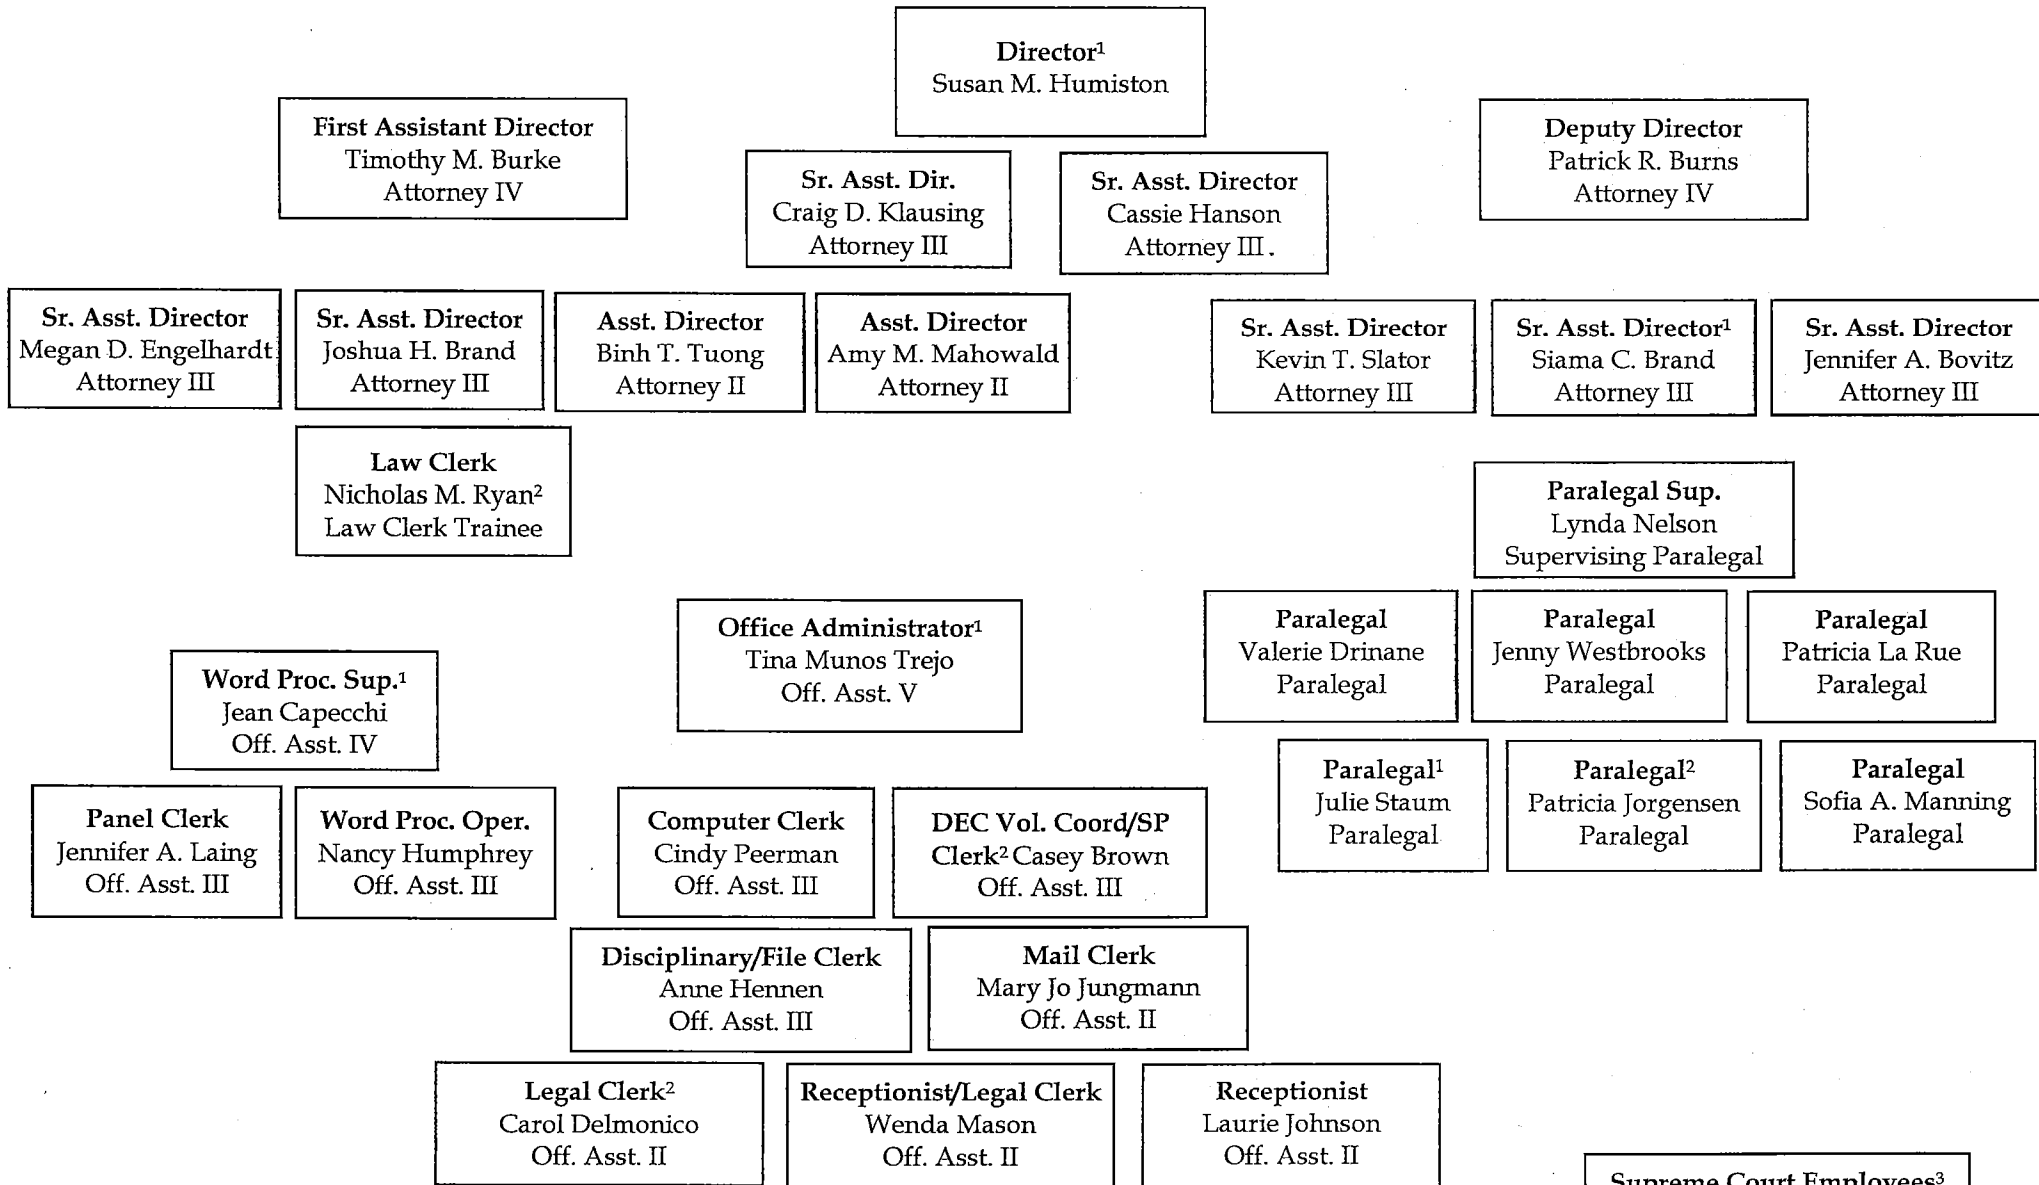 Director¹
Susan M. Humiston
First Assistant Director
Timothy M. Burke
Attorney IV
Deputy Director
Patrick R. Burns
Attorney IV
Sr. Asst. Dir.
Craig D. Klausing
Attorney III
Sr. Asst. Director
Cassie Hanson
Attorney III.
Sr. Asst. Director
Megan D. Engelhardt
Attorney III
Sr. Asst. Director
Joshua H. Brand
Attorney III
Asst. Director
Binh T. Tuong
Attorney II
Asst. Director
Amy M. Mahowald
Attorney II
Sr. Asst. Director
Kevin T. Slator
Attorney III
Sr. Asst. Director¹
Siama C. Brand
Attorney III
Sr. Asst. Director
Jennifer A. Bovitz
Attorney III
Law Clerk
Nicholas M. Ryan²
Law Clerk Trainee
Paralegal Sup.
Lynda Nelson
Supervising Paralegal
Office Administrator¹
Tina Munos Trejo
Off. Asst. V
Paralegal
Valerie Drinane
Paralegal
Paralegal
Jenny Westbrooks
Paralegal
Paralegal
Patricia La Rue
Paralegal
Word Proc. Sup.¹
Jean Capecchi
Off. Asst. IV
Paralegal¹
Julie Staum
Paralegal
Paralegal²
Patricia Jorgensen
Paralegal
Paralegal
Sofia A. Manning
Paralegal
Panel Clerk
Jennifer A. Laing
Off. Asst. III
Word Proc. Oper.
Nancy Humphrey
Off. Asst. III
Computer Clerk
Cindy Peerman
Off. Asst. III
DEC Vol. Coord/SP
Clerk² Casey Brown
Off. Asst. III
Disciplinary/File Clerk
Anne Hennen
Off. Asst. III
Mail Clerk
Mary Jo Jungmann
Off. Asst. II
Legal Clerk²
Carol Delmonico
Off. Asst. II
Receptionist/Legal Clerk
Wenda Mason
Off. Asst. II
Receptionist
Laurie Johnson
Off. Asst. II
Supreme Court Employees³